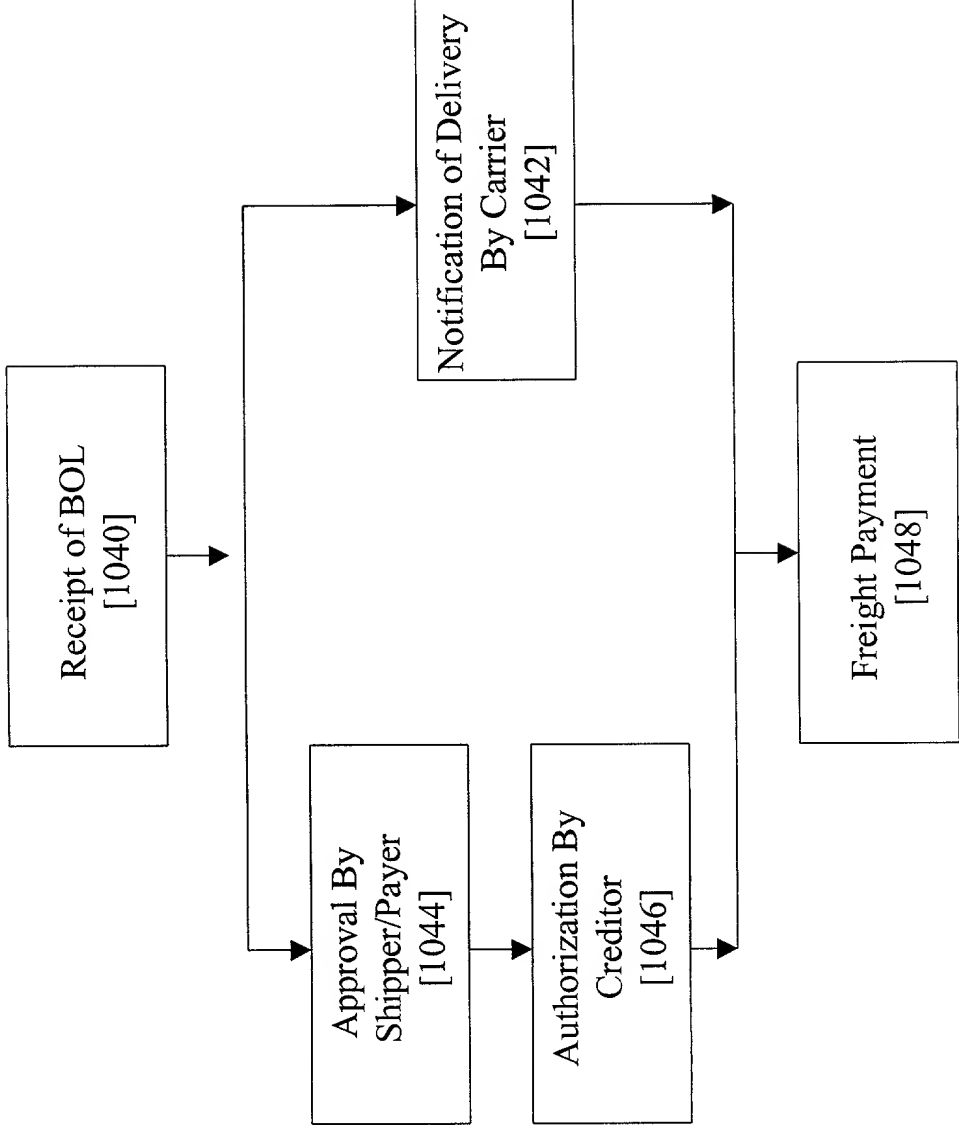 Receipt of BOL
[1040]
Notification of Delivery
By Carrier
[1042]
Approval By
Shipper/Payer
[1044]
Authorization By
Creditor
[1046]
Freight Payment
[1048]